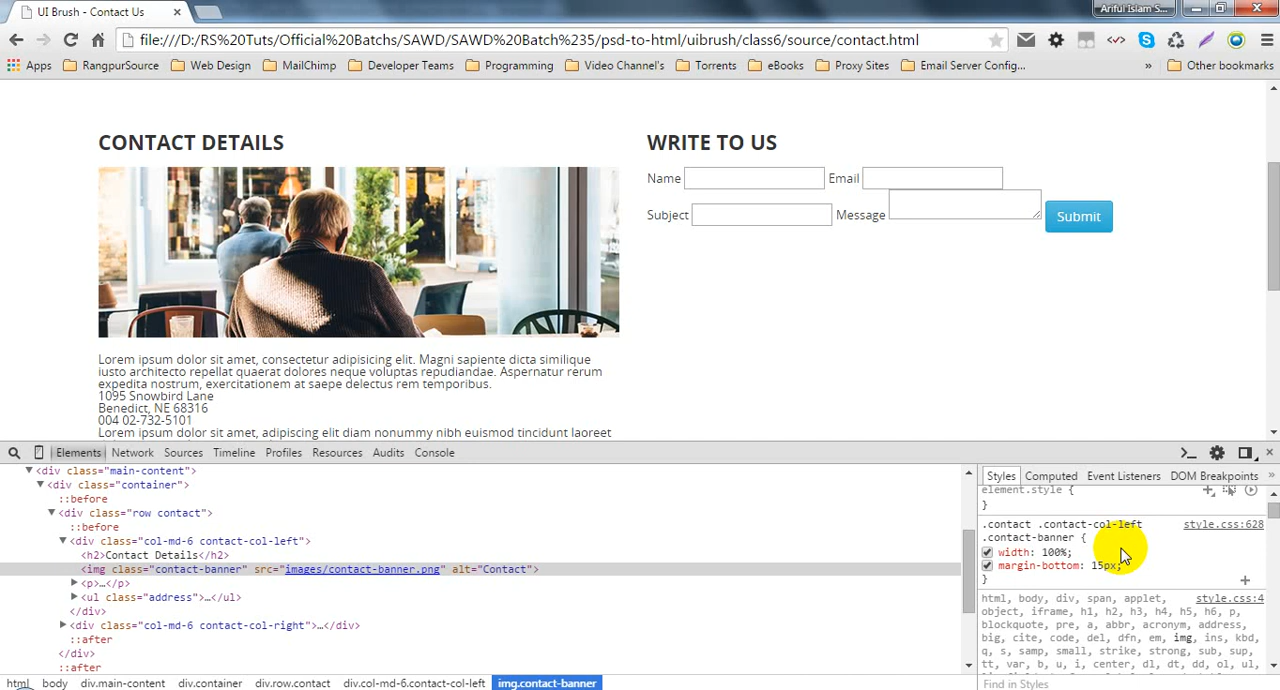 UI Brush - Contact Us
Ariful Islam S...
file:///D:/RS%20Tuts/Official%20Batchs/SAWD/SAWD%20Batch%235/psd-to-html/uibrush/class6/source/contact.html
Apps RangpurSource Web Design MailChimp Developer Teams Programming Video Channel's Torrents eBooks Proxy Sites Email Server Config... » Other bookmarks
CONTACT DETAILS
WRITE TO US
Name Email
Subject Message Submit
Lorem ipsum dolor sit amet, consectetur adipisicing elit. Magni sapiente dicta similique
iusto architecto repellat quaerat dolores neque voluptas repudiandae. Aspernatur rerum
expedita nostrum, exercitationem at saepe delectus rem temporibus.
1095 Snowbird Lane
Benedict, NE 68316
004 02-732-5101
Lorem ipsum dolor sit amet, adipiscing elit diam nonummy nibh euismod tincidunt laoreet
Elements Network Sources Timeline Profiles Resources Audits Console
<div class="main-content">
<div class="container">
::before
<div class="row contact">
::before
<div class="col-md-6 contact-col-left">
<h2>Contact Details</h2>
<img class="contact-banner" src="images/contact-banner.png" alt="Contact">
<p>…</p>
<ul class="address">…</ul>
</div>
<div class="col-md-6 contact-col-right">…</div>
::after
</div>
::after
html body div.main-content div.container div.row.contact div.col-md-6.contact-col-left img.contact-banner
Styles Computed Event Listeners DOM Breakpoints »
element.style {
}
.contact .contact-col-left style.css:628
.contact-banner {
width: 100%;
margin-bottom: 15px;
}
html, body, div, span, applet, style.css:4
object, iframe, h1, h2, h3, h4, h5, h6, p,
blockquote, pre, a, abbr, acronym, address,
big, cite, code, del, dfn, em, img, ins, kbd,
q, s, samp, small, strike, strong, sub, sup,
tt, var, b, u, i, center, dl, dt, dd, ol, ul,
Find in Styles